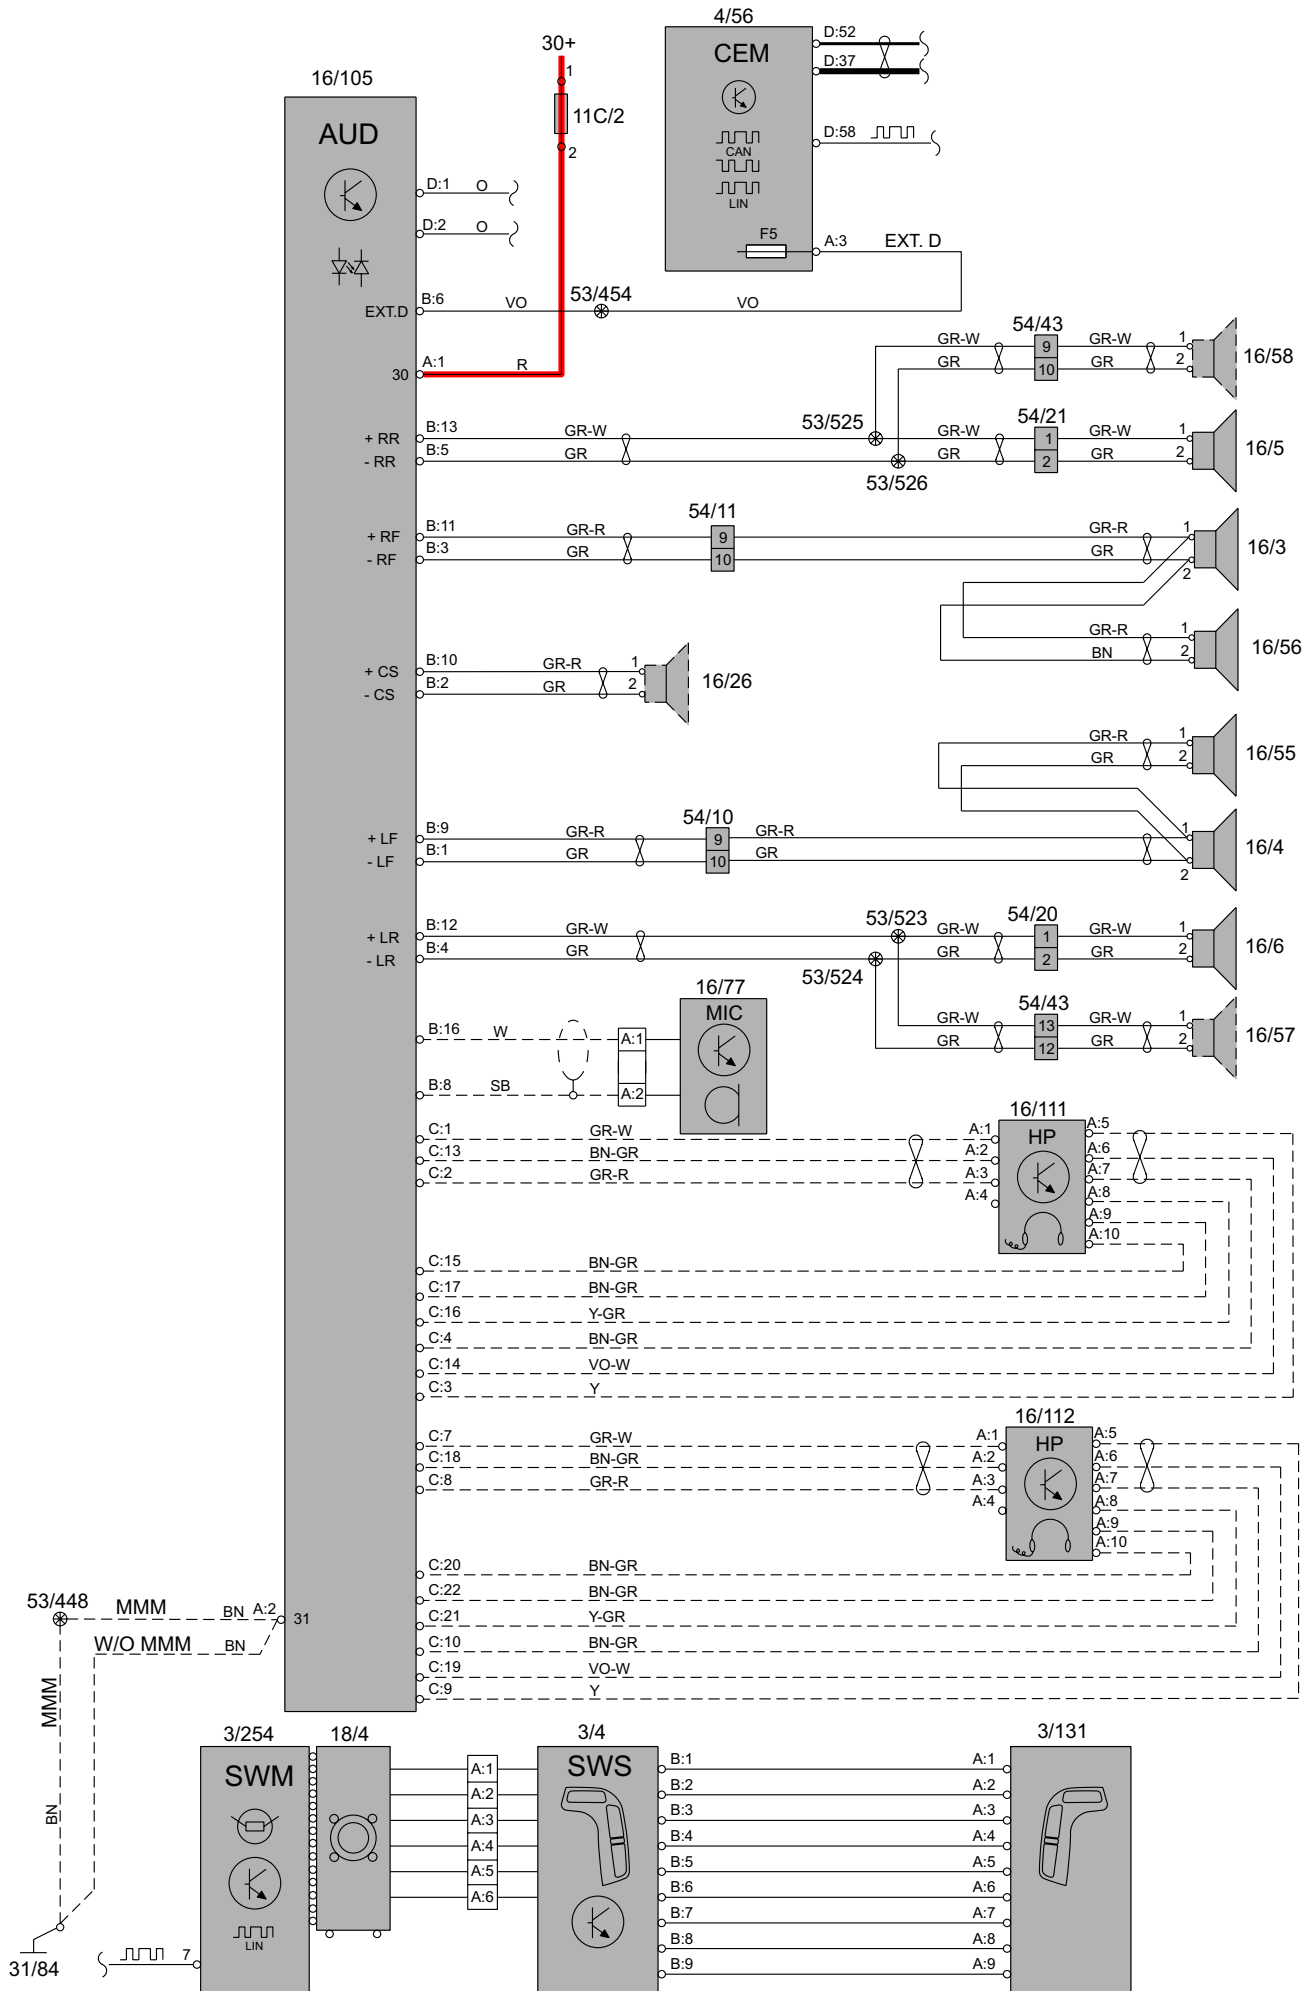 4/56
D:52
30+
CEM
D:37
16/105
1
11C/2
AUD
D:58
CAN
2
LIN
D:1 O
D:2 O
F5
A:3 EXT. D
EXT.D B:6 VO 53/454 VO
54/43
GR-W 9 GR-W 1
GR 10 GR 2
16/58
30 A:1 R
53/525
54/21
+ RR B:13 GR-W GR-W 1 GR-W 1
- RR B:5 GR GR 2 GR 2
16/5
53/526
54/11
+ RF B:11 GR-R 9 GR-R 1
- RF B:3 GR 10 GR 2
16/3
GR-R 1
BN 2
16/56
+ CS B:10 GR-R 1
- CS B:2 GR 2
16/26
GR-R 1
GR 2
16/55
54/10
+ LF B:9 GR-R 9 GR-R 1
- LF B:1 GR 10 GR 2
16/4
53/523 54/20
+ LR B:12 GR-W GR-W 1 GR-W 1
- LR B:4 GR GR 2 GR 2
16/6
53/524
16/77
MIC
54/43
GR-W 13 GR-W 1
GR 12 GR 2
16/57
B:16 W A:1
B:8 SB A:2
16/111
HP
C:1 GR-W A:1 A:5
C:13 BN-GR A:2 A:6
C:2 GR-R A:3 A:7
A:4 A:8
A:9
A:10
C:15 BN-GR
C:17 BN-GR
C:16 Y-GR
C:4 BN-GR
C:14 VO-W
C:3 Y
16/112
HP
C:7 GR-W A:1 A:5
C:18 BN-GR A:2 A:6
C:8 GR-R A:3 A:7
A:4 A:8
A:9
A:10
C:20 BN-GR
C:22 BN-GR
C:21 Y-GR
C:10 BN-GR
C:19 VO-W
C:9 Y
53/448 MMM BN A:2 31
W/O MMM BN
MMM
BN
31/84
3/254 18/4 3/4 3/131
SWM
SWS
LIN
7
A:1
A:2
A:3
A:4
A:5
A:6
B:1 A:1
B:2 A:2
B:3 A:3
B:4 A:4
B:5 A:5
B:6 A:6
B:7 A:7
B:8 A:8
B:9 A:9